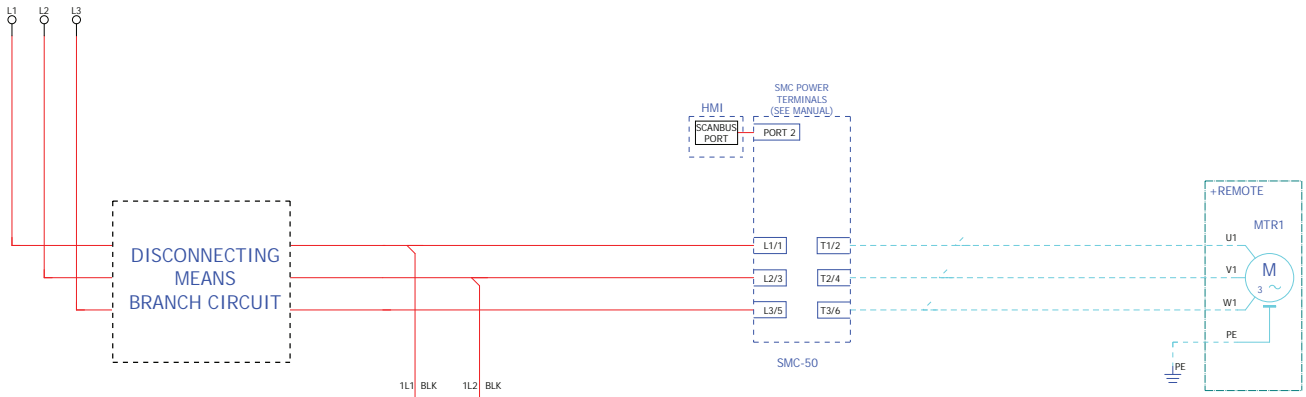 L1 L2 L3
SMC POWER
TERMINALS
(SEE MANUAL)
HMI
SCANBUS
PORT
PORT 2
+REMOTE
MTR1
DISCONNECTING
MEANS
BRANCH CIRCUIT
L1/1 T1/2 U1
L2/3 T2/4 V1
L3/5 T3/6 W1
M
3 ~
PE
SMC-50
PE
1L1 BLK 1L2 BLK